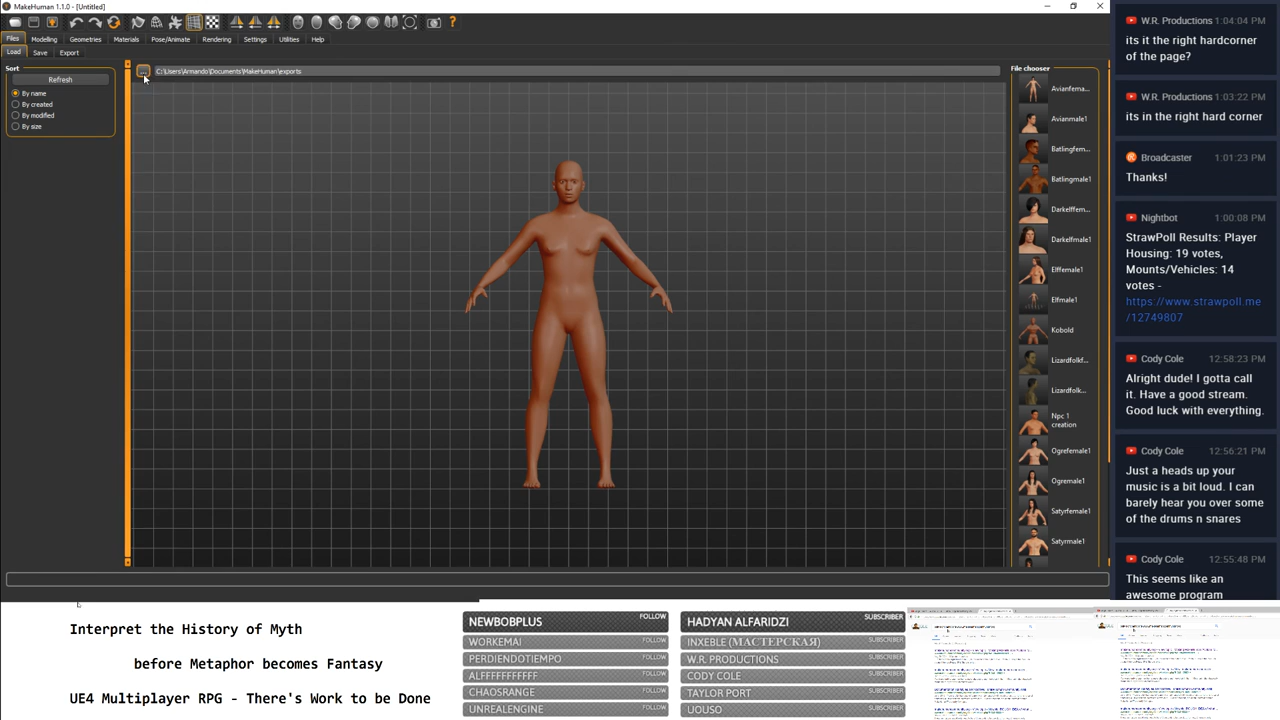 MakeHuman 1.1.0 - [Untitled]
Files
Modelling
Geometries
Materials
Pose/Animate
Rendering
Settings
Utilities
Help
Load
Save
Export
Sort
Refresh
By name
By created
By modified
By size
...
C:\Users\Armando\Documents\MakeHuman\exports
File chooser
Avianfema...
Avianmale1
Batlingfem...
Batlingmale1
Darkelffem...
Darkelfmale1
Elffemale1
Elfmale1
Kobold
Lizardfolkf...
Lizardfolk...
Npc 1
creation
Ogrefemale1
Ogremale1
Satyrfemale1
Satyrmale1
W.R. Productions 1:04:04 PM
its it the right hardcorner
of the page?
W.R. Productions 1:03:22 PM
its in the right hard corner
Broadcaster 1:01:23 PM
Thanks!
Nightbot 1:00:08 PM
StrawPoll Results: Player
Housing: 19 votes,
Mounts/Vehicles: 14
votes -
https://www.strawpoll.me
/12749807
Cody Cole 12:58:23 PM
Alright dude! I gotta call
it. Have a good stream.
Good luck with everything.
Cody Cole 12:56:21 PM
Just a heads up your
music is a bit loud. I can
barely hear you over some
of the drums n snares
Cody Cole 12:55:48 PM
This seems like an
awesome program
Interpret the History of Myth
before Metaphor Comics Fantasy
UE4 Multiplayer RPG - Animals Work to be Done
NEWBOBPLUS FOLLOW
WORKEMAI FOLLOW
PERDIENDOTIEMPO FOLLOW
ALFFFFFFFFFF FOLLOW
CHAOSRANGE FOLLOW
UNREALENGINE FOLLOW
HADYAN ALFARIDZI SUBSCRIBER
INXEBLE (МАСТЕРСКАЯ) SUBSCRIBER
W.R. PRODUCTIONS SUBSCRIBER
CODY COLE SUBSCRIBER
TAYLOR PORT SUBSCRIBER
UOUSO SUBSCRIBER